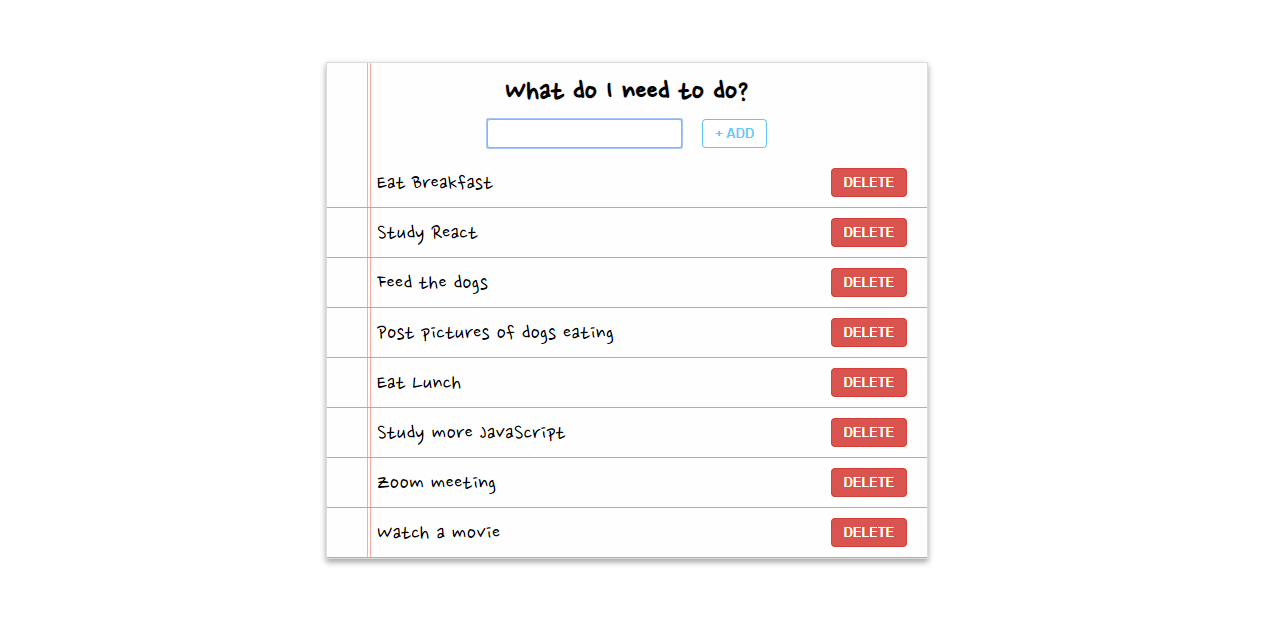 What do I need to do?
+ ADD
Eat Breakfast DELETE
Study React DELETE
Feed the dogs DELETE
Post pictures of dogs eating DELETE
Eat Lunch DELETE
Study more JavaScript DELETE
Zoom meeting DELETE
Watch a movie DELETE